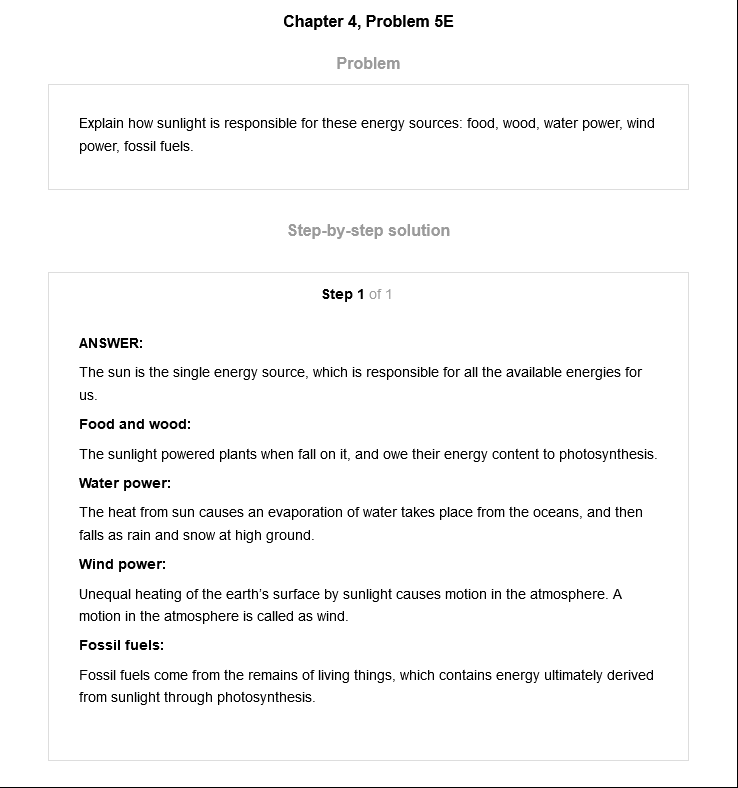 Chapter 4, Problem 5E
Problem
Explain how sunlight is responsible for these energy sources: food, wood, water power, wind
power, fossil fuels.
Step-by-step solution
Step 1 of 1
ANSWER:
The sun is the single energy source, which is responsible for all the available energies for
us.
Food and wood:
The sunlight powered plants when fall on it, and owe their energy content to photosynthesis.
Water power:
The heat from sun causes an evaporation of water takes place from the oceans, and then
falls as rain and snow at high ground.
Wind power:
Unequal heating of the earth's surface by sunlight causes motion in the atmosphere. A
motion in the atmosphere is called as wind.
Fossil fuels:
Fossil fuels come from the remains of living things, which contains energy ultimately derived
from sunlight through photosynthesis.